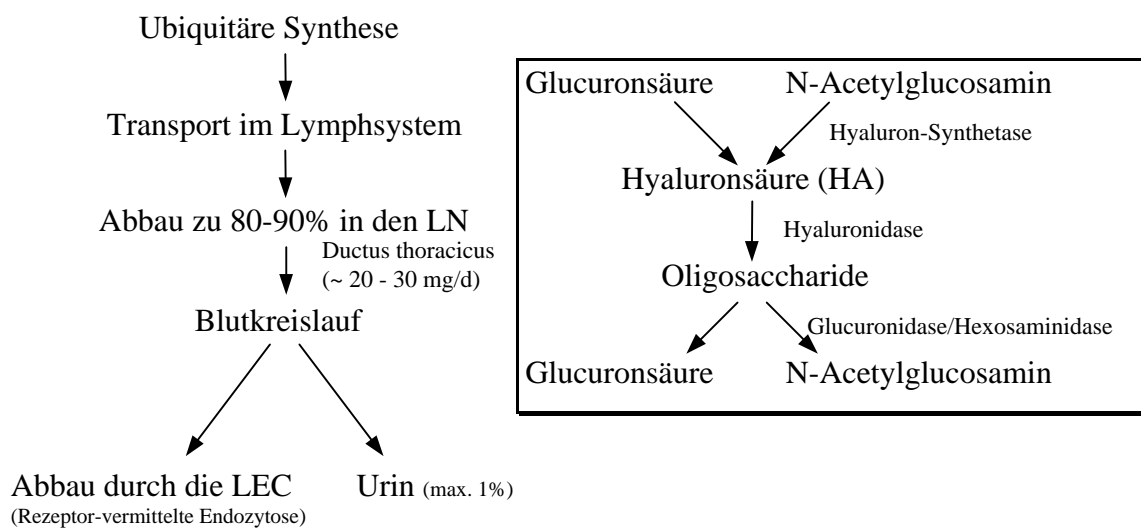 Ubiquitäre Synthese
Transport im Lymphsystem
Abbau zu 80-90% in den LN
Ductus thoracicus
(~ 20 - 30 mg/d)
Blutkreislauf
Abbau durch die LEC
(Rezeptor-vermittelte Endozytose)
Urin (max. 1%)
Glucuronsäure N-Acetylglucosamin
Hyaluron-Synthetase
Hyaluronsäure (HA)
Hyaluronidase
Oligosaccharide
Glucuronidase/Hexosaminidase
Glucuronsäure N-Acetylglucosamin